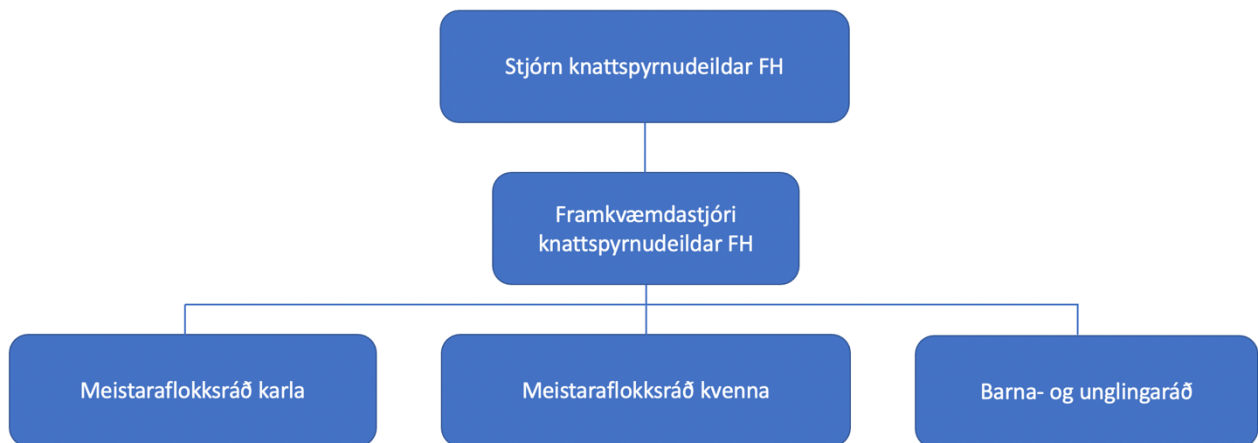 Stjórn knattspyrnudeildar FH
Framkvæmdastjóri
knattspyrnudeildar FH
Meistaraflokksráð karla
Meistaraflokksráð kvenna
Barna- og unglingaráð